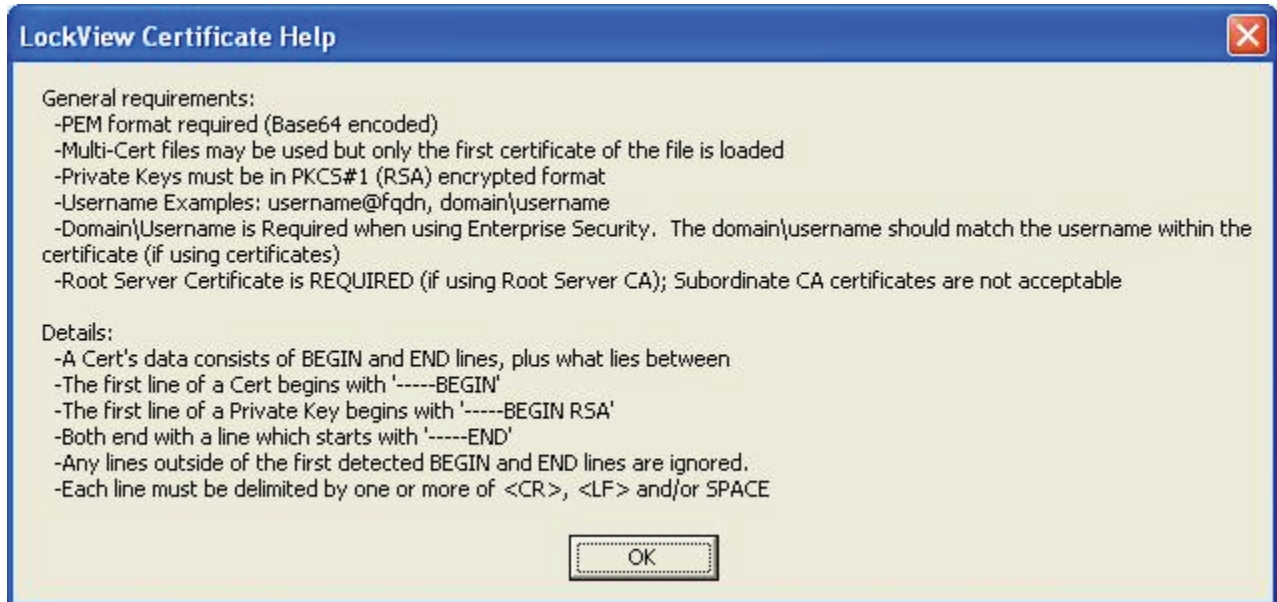 LockView Certificate Help
General requirements:
-PEM format required (Base64 encoded)
-Multi-Cert files may be used but only the first certificate of the file is loaded
-Private Keys must be in PKCS#1 (RSA) encrypted format
-Username Examples: username@fqdn, domain\username
-Domain\Username is Required when using Enterprise Security.  The domain\username should match the username within the
certificate (if using certificates)
-Root Server Certificate is REQUIRED (if using Root Server CA); Subordinate CA certificates are not acceptable
Details:
-A Cert's data consists of BEGIN and END lines, plus what lies between
-The first line of a Cert begins with '-----BEGIN'
-The first line of a Private Key begins with '-----BEGIN RSA'
-Both end with a line which starts with '-----END'
-Any lines outside of the first detected BEGIN and END lines are ignored.
-Each line must be delimited by one or more of <CR>, <LF> and/or SPACE
OK